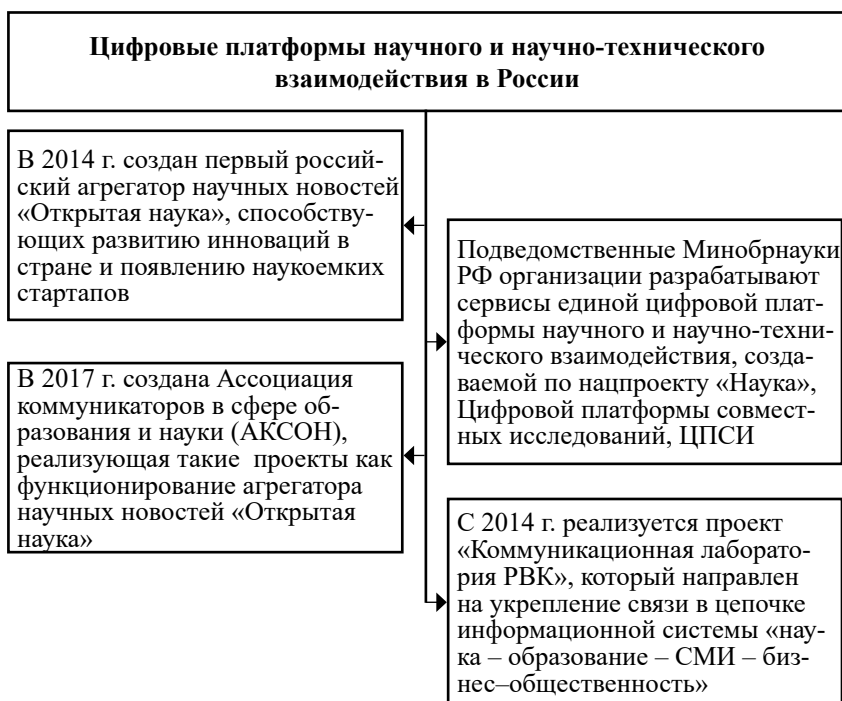 Цифровые платформы научного и научно-технического
взаимодействия в России
В 2014 г. создан первый россий-
ский агрегатор научных новостей
«Открытая наука», способству-
ющих развитию инноваций в
стране и появлению наукоемких
стартапов
Подведомственные Минобрнауки
РФ организации разрабатывают
сервисы единой цифровой плат-
формы научного и научно-техни-
ческого взаимодействия, созда-
ваемой по нацпроекту «Наука»,
Цифровой платформы совмест-
ных исследований, ЦПСИ
В 2017 г. создана Ассоциация
коммуникаторов в сфере об-
разования и науки (АКСОН),
реализующая такие проекты как
функционирование агрегатора
научных новостей «Открытая
наука»
С 2014 г. реализуется проект
«Коммуникационная лаборато-
рия РВК», который направлен
на укрепление связи в цепочке
информационной системы «нау-
ка – образование – СМИ – биз-
нес–общественность»